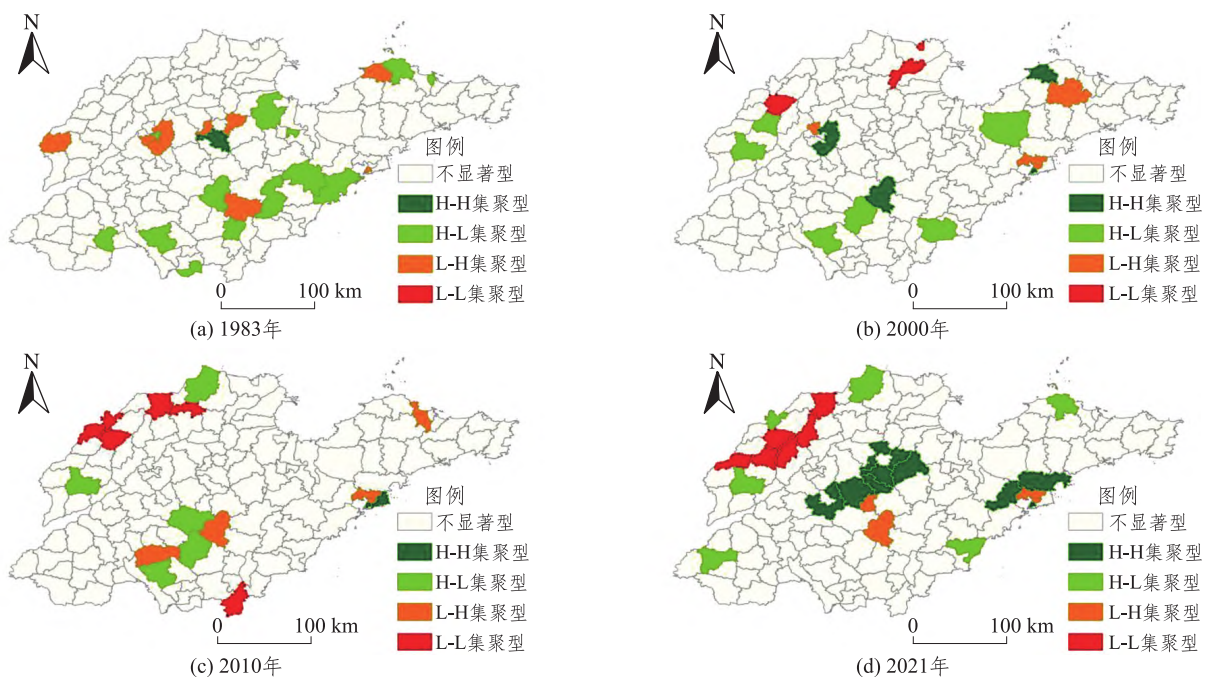 N
图例
不显著型
H-H集聚型
H-L集聚型
L-H集聚型
L-L集聚型
0 100 km
(a) 1983年
N
图例
不显著型
H-H集聚型
H-L集聚型
L-H集聚型
L-L集聚型
0 100 km
(b) 2000年
N
图例
不显著型
H-H集聚型
H-L集聚型
L-H集聚型
L-L集聚型
0 100 km
(c) 2010年
N
图例
不显著型
H-H集聚型
H-L集聚型
L-H集聚型
L-L集聚型
0 100 km
(d) 2021年